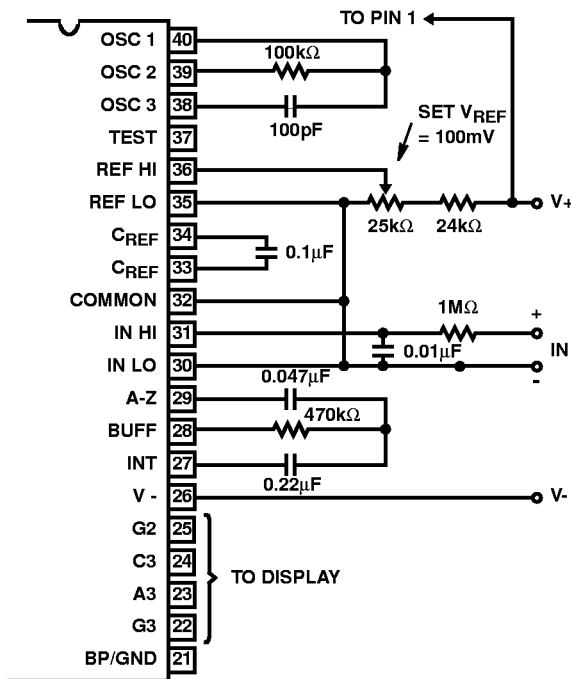 TO PIN 1
OSC 1 40
100kΩ
OSC 2 39
OSC 3 38
100pF
SET VREF
= 100mV
TEST 37
REF HI 36
REF LO 35
V+
25kΩ 24kΩ
CREF 34
0.1µF
CREF 33
COMMON 32
1MΩ
+
IN HI 31
0.01µF
IN
IN LO 30
-
0.047µF
A-Z 29
470kΩ
BUFF 28
INT 27
0.22µF
V - 26
V-
G2 25
C3 24
TO DISPLAY
A3 23
G3 22
BP/GND 21